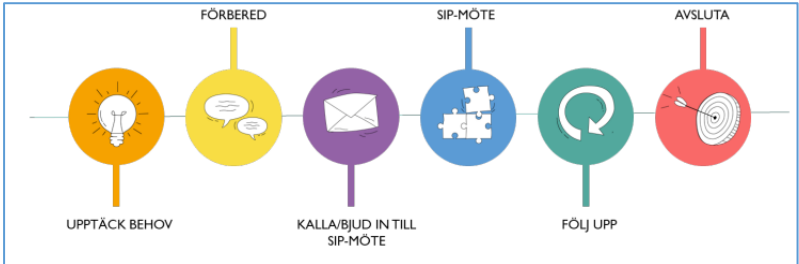 UPPTÄCK BEHOV
FÖRBERED
KALLA/BJUD IN TILL
SIP-MÖTE
SIP-MÖTE
FÖLJ UPP
AVSLUTA